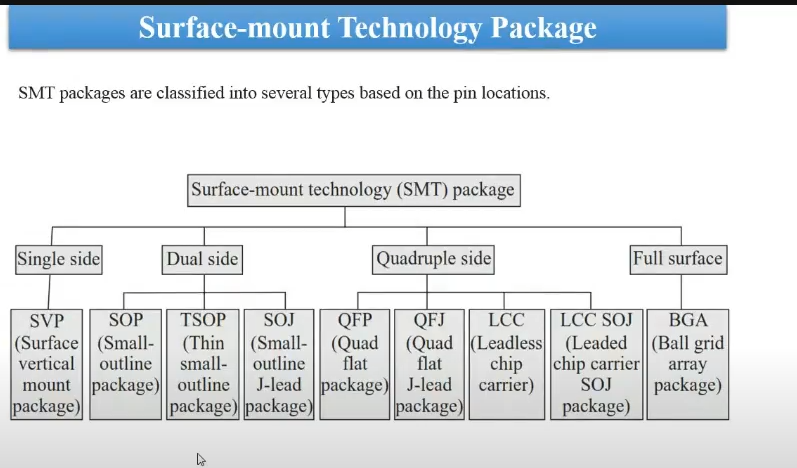 Surface-mount Technology Package
SMT packages are classified into several types based on the pin locations.
Surface-mount technology (SMT) package
Single side
Dual side
Quadruple side
Full surface
SVP
(Surface
vertical
mount
package)
SOP
(Small-
outline
package)
TSOP
(Thin
small-
outline
package)
SOJ
(Small-
outline
J-lead
package)
QFP
(Quad
flat
package)
QFJ
(Quad
flat
J-lead
package)
LCC
(Leadless
chip
carrier)
LCC SOJ
(Leaded
chip carrier
SOJ
package)
BGA
(Ball grid
array
package)